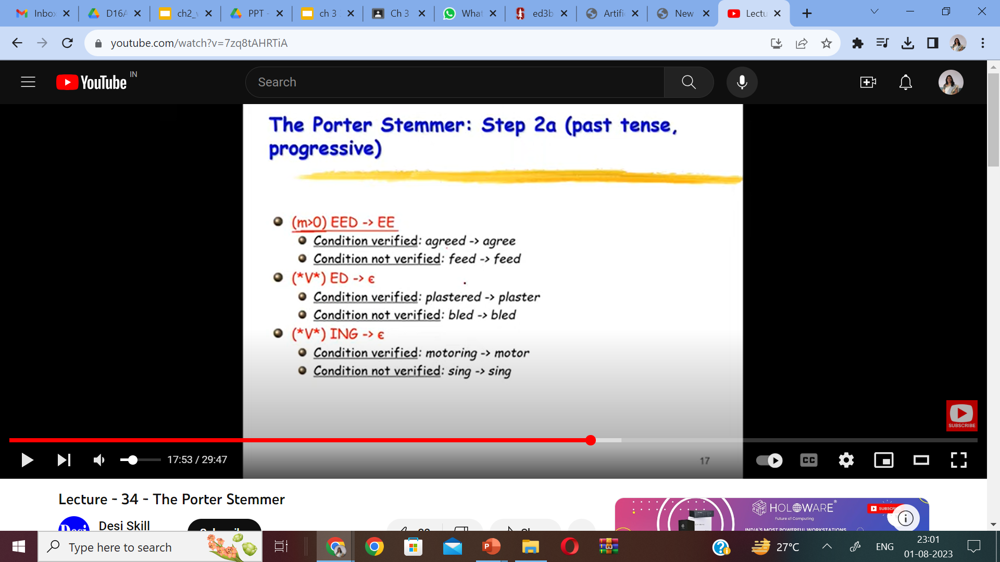 Inbox
D16A
ch2_v
PPT -
ch 3
Ch 3
What
ed3b
Artifi
New
Lectu
youtube.com/watch?v=7zq8tAHRTiA
YouTube IN
Search
The Porter Stemmer: Step 2a (past tense,
progressive)
(m>0) EED -> EE
Condition verified: agreed -> agree
Condition not verified: feed -> feed
(*V*) ED -> є
Condition verified: plastered -> plaster
Condition not verified: bled -> bled
(*V*) ING -> є
Condition verified: motoring -> motor
Condition not verified: sing -> sing
SUBSCRIBE
17:53 / 29:47
17
CC
Lecture - 34 - The Porter Stemmer
Desi Skill
Desi
HOLOWARE
Future of Computing
INDIA'S MOST POWERFUL WORKSTATIONS
Type here to search
27°C
ENG
23:01
01-08-2023